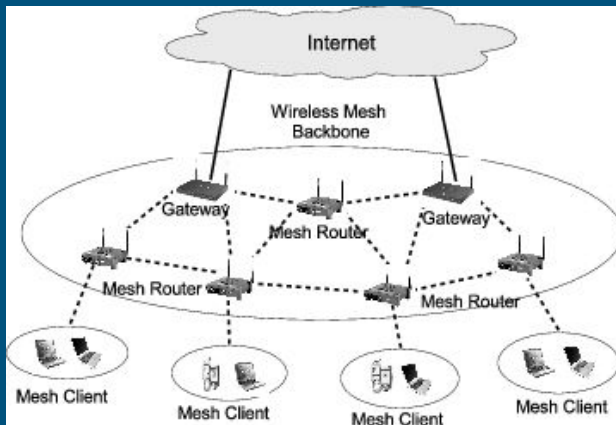 Internet
Wireless Mesh
Backbone
Gateway
Mesh Router
Gateway
Mesh Router
Mesh Router
Mesh Client
Mesh Client
Mesh Client
Mesh Client